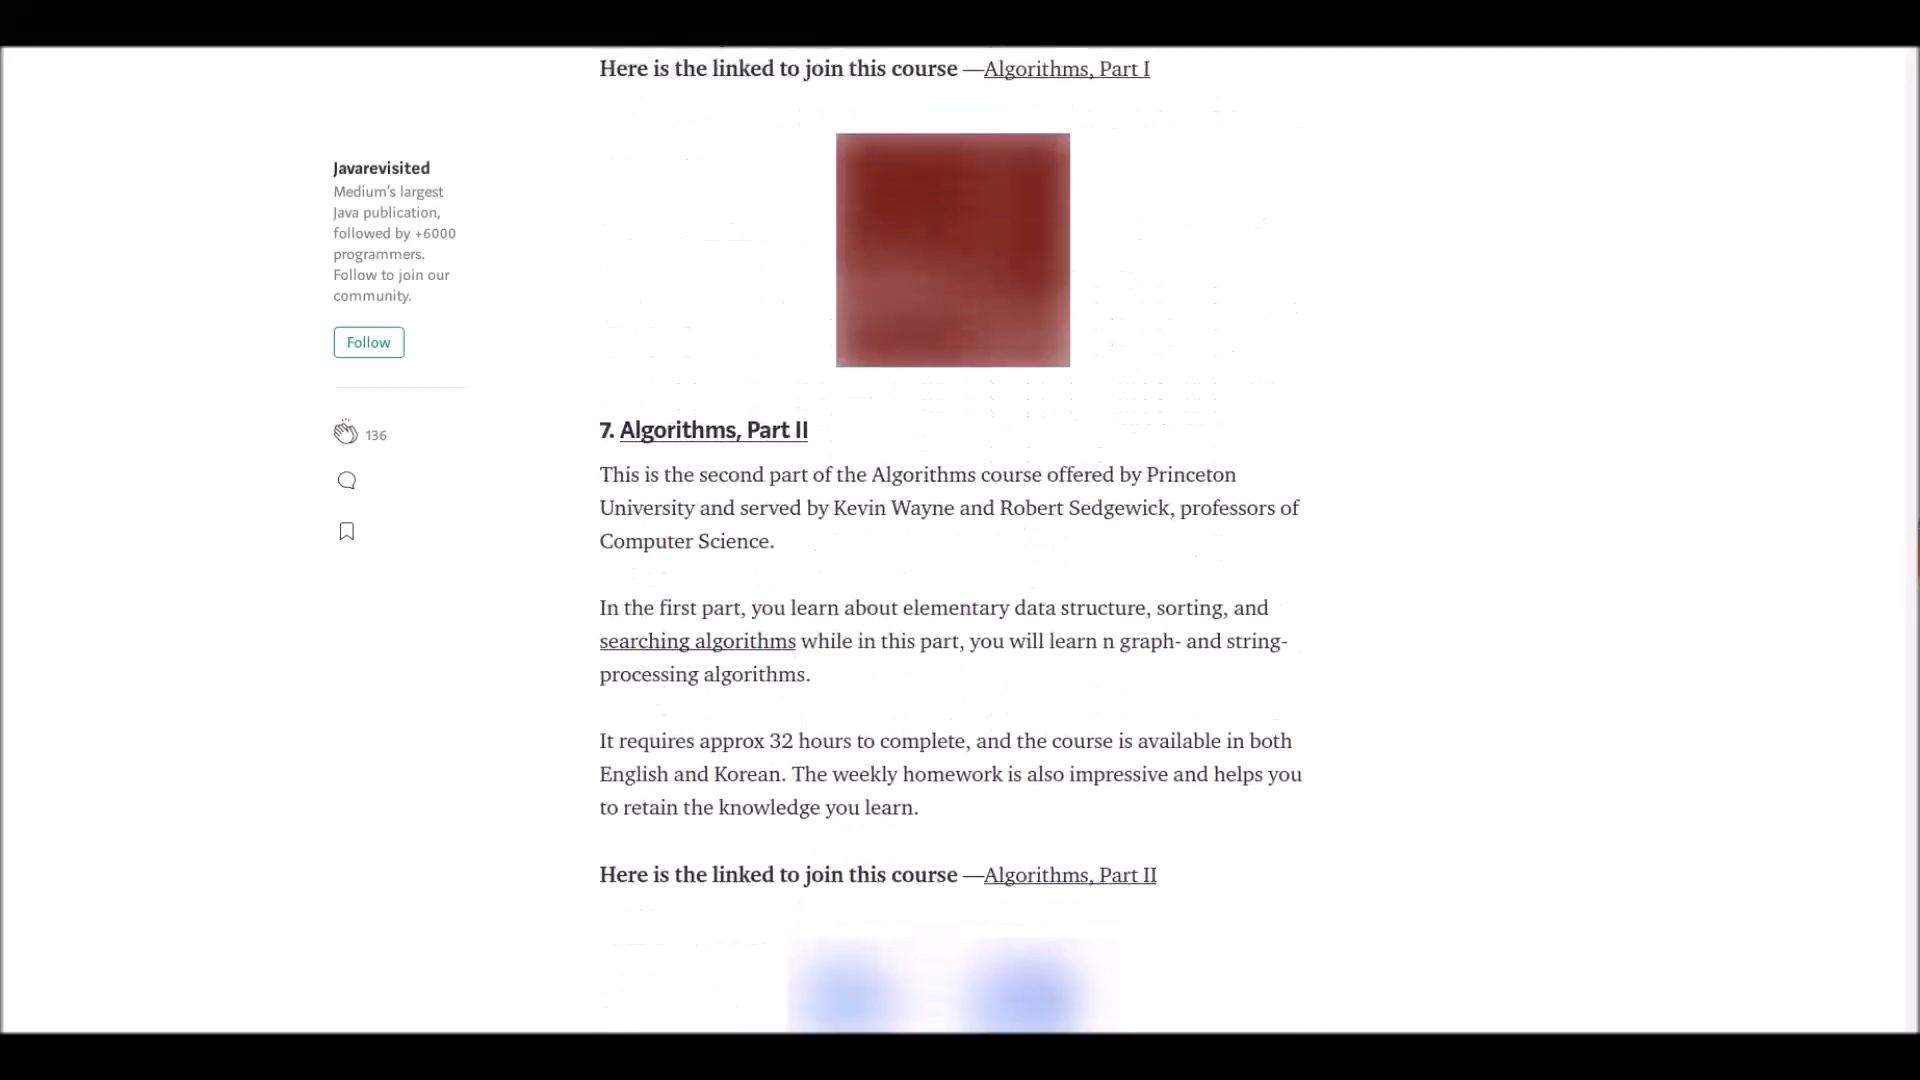 Here is the linked to join this course —Algorithms, Part I
Javarevisited
Medium's largest
Java publication,
followed by +6000
programmers.
Follow to join our
community.
Follow
136
7. Algorithms, Part II
This is the second part of the Algorithms course offered by Princeton
University and served by Kevin Wayne and Robert Sedgewick, professors of
Computer Science.
In the first part, you learn about elementary data structure, sorting, and
searching algorithms while in this part, you will learn n graph- and string-
processing algorithms.
It requires approx 32 hours to complete, and the course is available in both
English and Korean. The weekly homework is also impressive and helps you
to retain the knowledge you learn.
Here is the linked to join this course —Algorithms, Part II